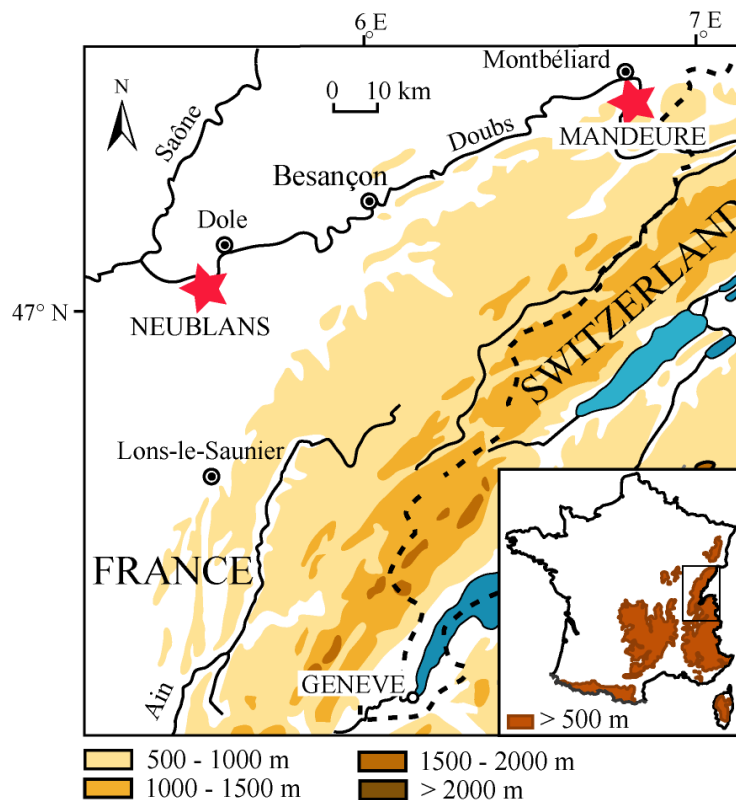 6 E
7 E
Montbéliard
N
0 10 km
Saône
Doubs
MANDEURE
Besançon
Dole
47° N
NEUBLANS
SWITZERLAND
Lons-le-Saunier
FRANCE
Ain
GENEVE
> 500 m
500 - 1000 m
1500 - 2000 m
1000 - 1500 m
> 2000 m